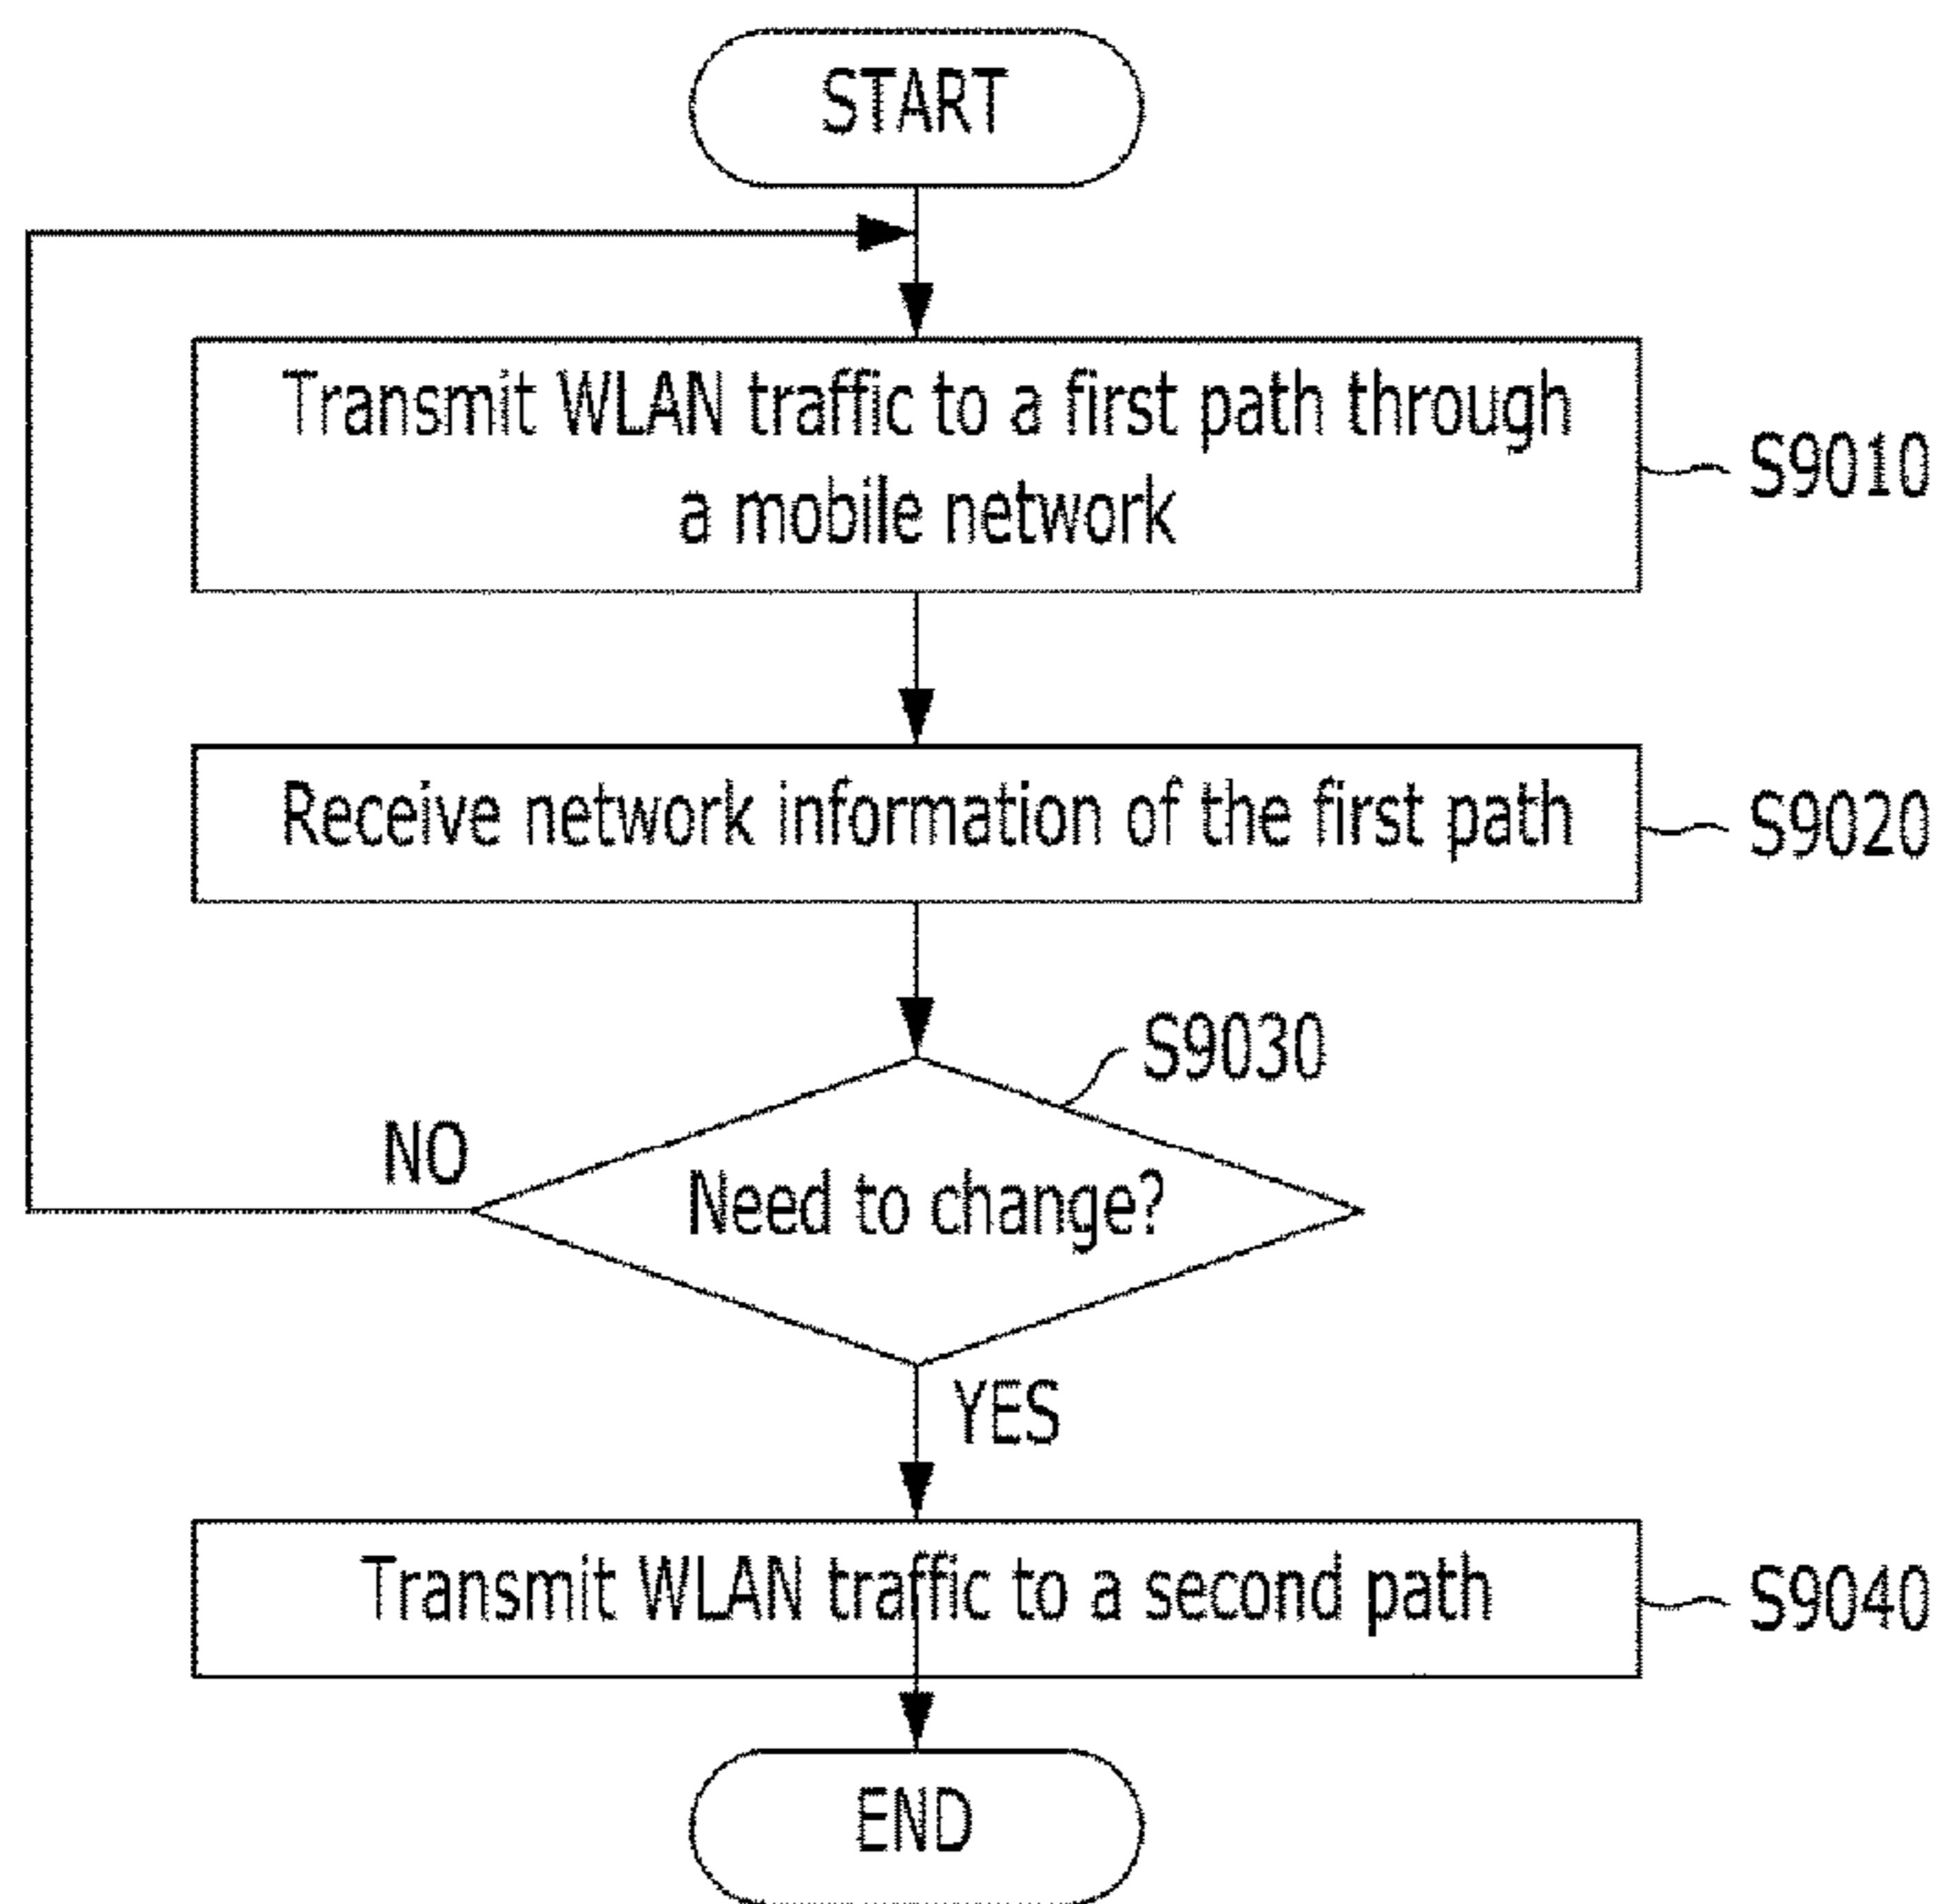 START
Transmit WLAN traffic to a first path through
a mobile network
S9010
Receive network information of the first path
S9020
S9030
NO
Need to change?
YES
Transmit WLAN traffic to a second path
S9040
END